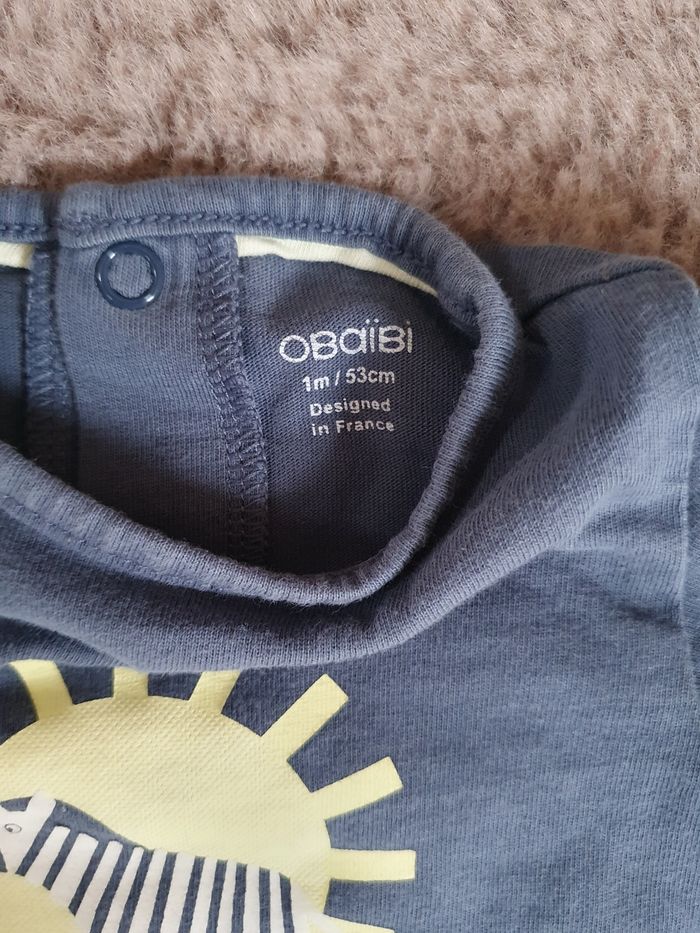 OBaïBi
1m / 53cm
Designed
in France